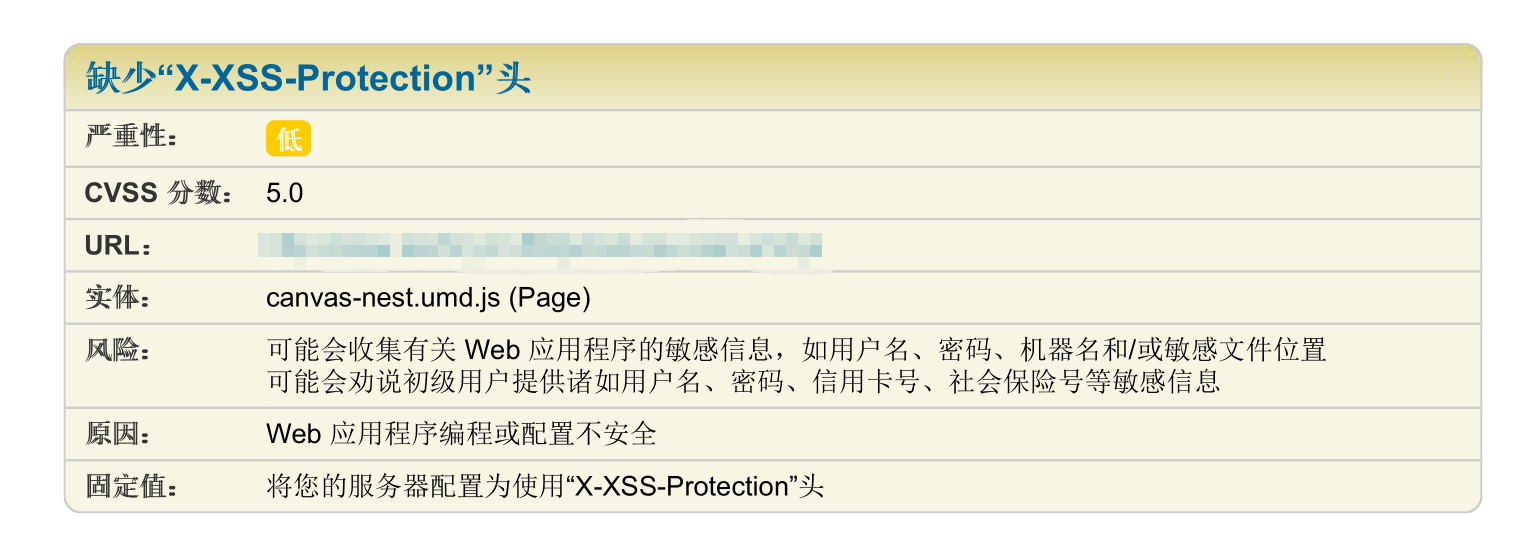 缺少“X-XSS-Protection”头
严重性： 低
CVSS 分数： 5.0
URL：
实体： canvas-nest.umd.js (Page)
风险： 可能会收集有关 Web 应用程序的敏感信息，如用户名、密码、机器名和/或敏感文件位置
可能会劝说初级用户提供诸如用户名、密码、信用卡号、社会保险号等敏感信息
原因： Web 应用程序编程或配置不安全
固定值： 将您的服务器配置为使用“X-XSS-Protection”头